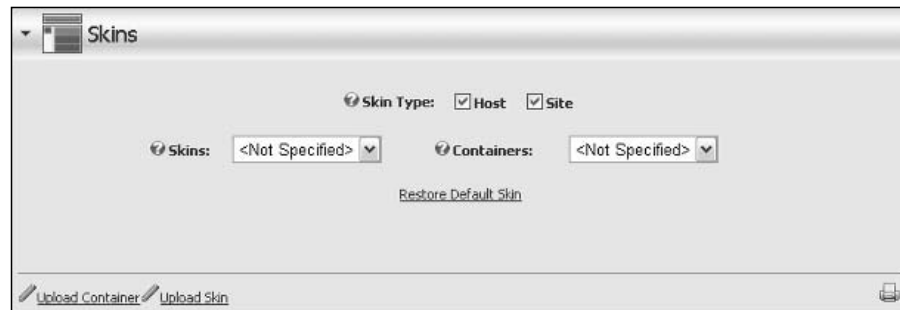 Skins
Skin Type: Host Site
Skins: <Not Specified> Containers: <Not Specified>
Restore Default Skin
Upload Container Upload Skin